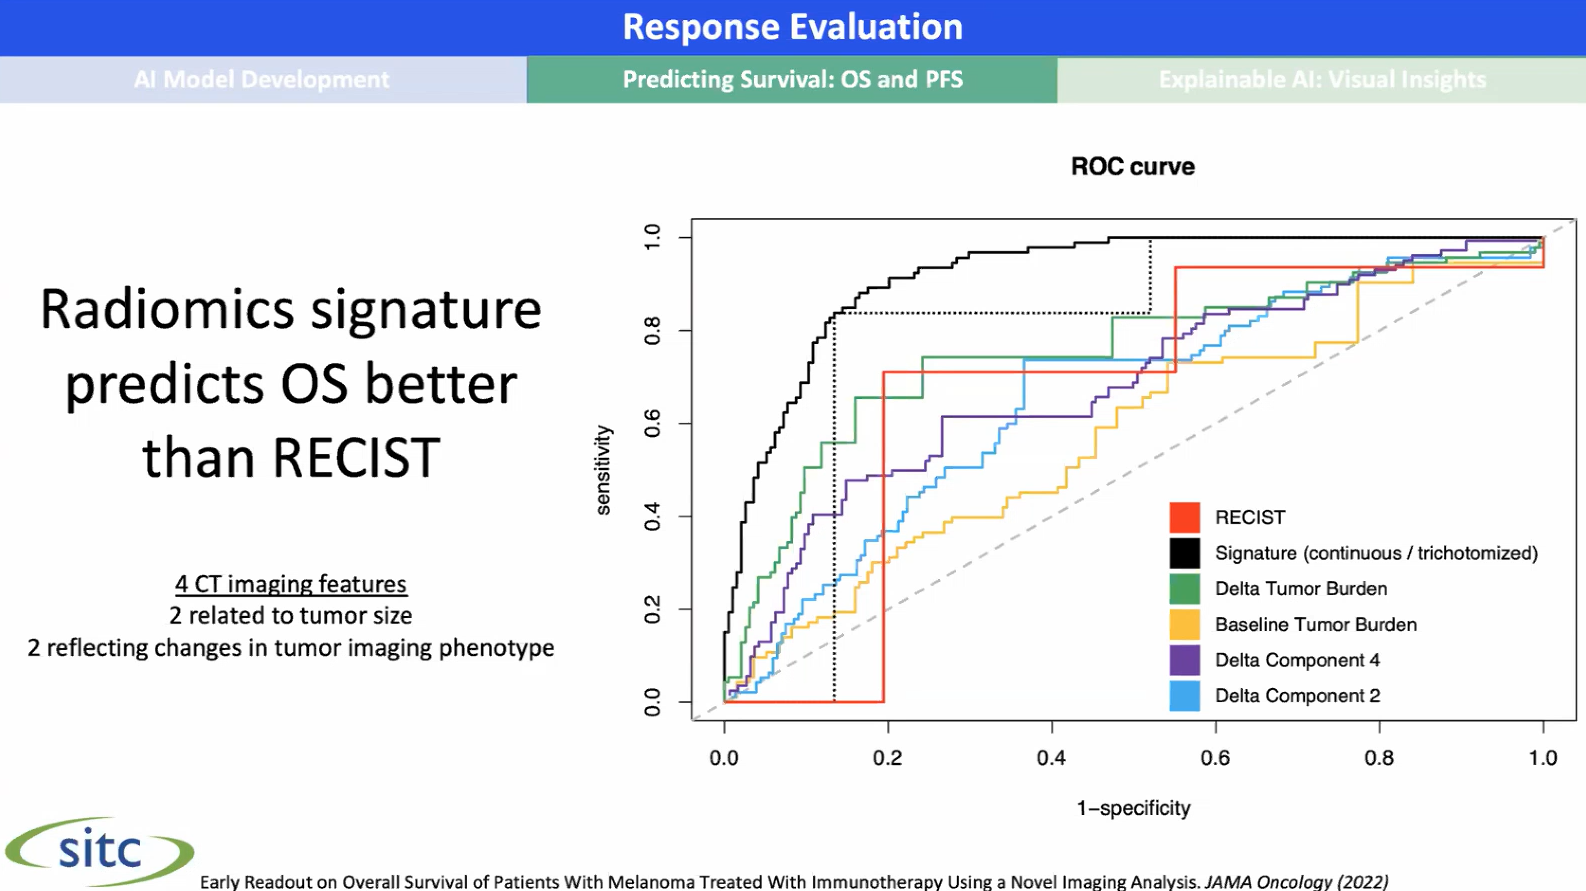 Response Evaluation
AI Model Development
Predicting Survival: OS and PFS
Explainable AI: Visual Insights
Radiomics signature
predicts OS better
than RECIST
4 CT imaging features
2 related to tumor size
2 reflecting changes in tumor imaging phenotype
ROC curve
sensitivity
1.0
0.8
0.6
0.4
0.2
0.0
RECIST
Signature (continuous / trichotomized)
Delta Tumor Burden
Baseline Tumor Burden
Delta Component 4
Delta Component 2
0.0 0.2 0.4 0.6 0.8 1.0
1−specificity
sitc
Early Readout on Overall Survival of Patients With Melanoma Treated With Immunotherapy Using a Novel Imaging Analysis. JAMA Oncology (2022)